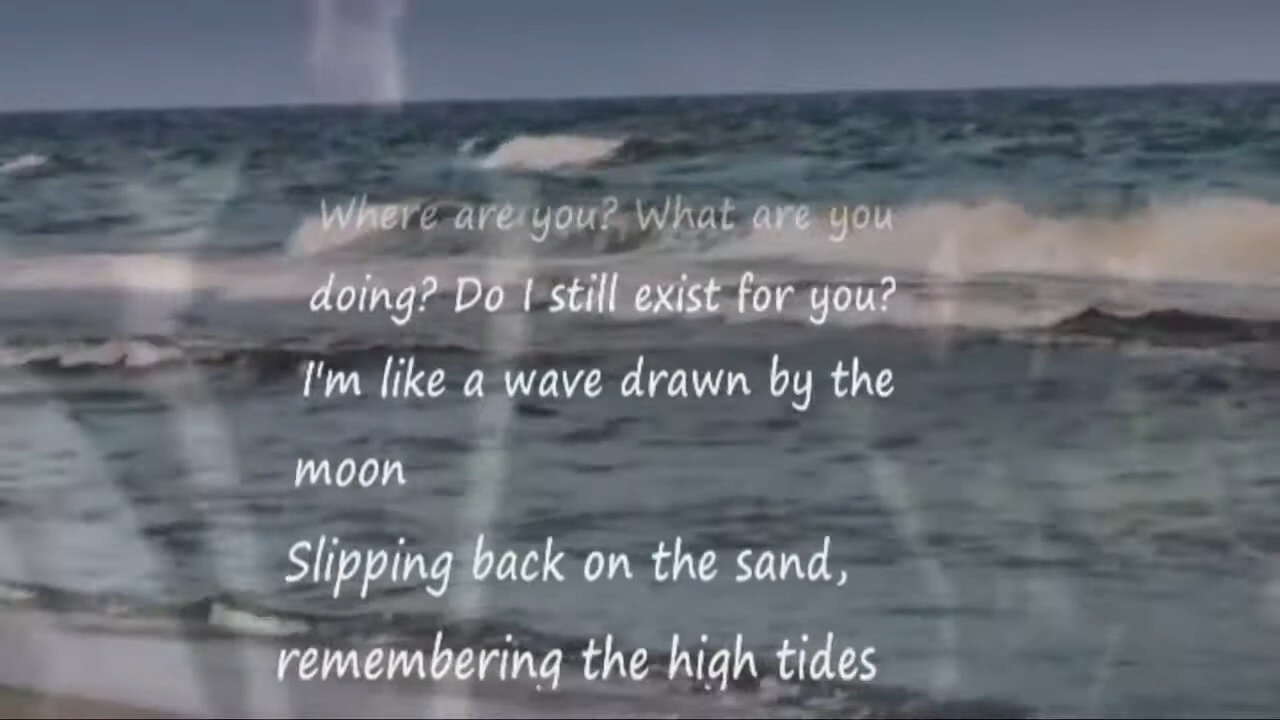 Where are you? What are you
doing? Do I still exist for you?
I'm like a wave drawn by the
moon
Slipping back on the sand,
remembering the high tides